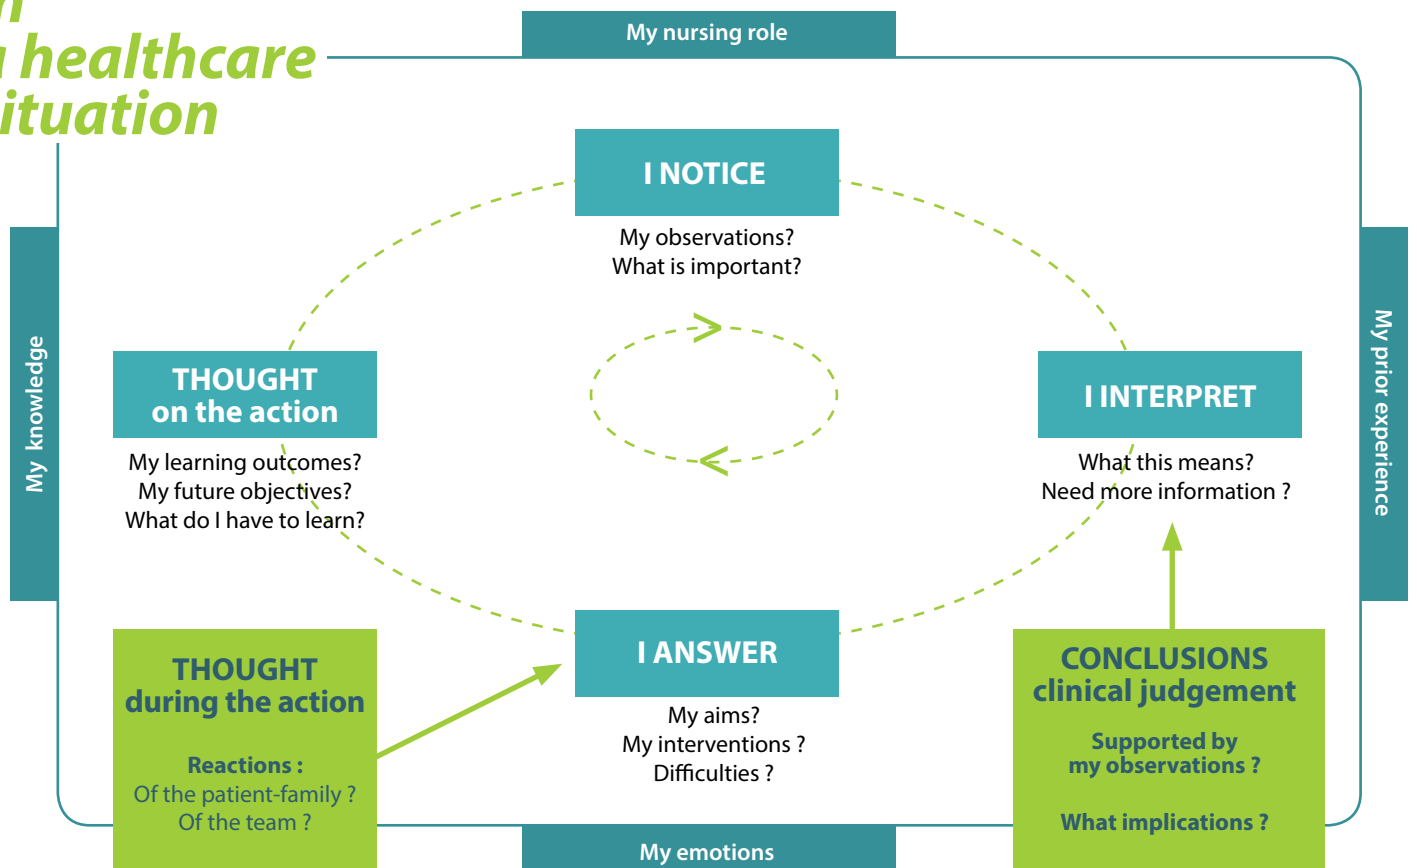 healthcare
My nursing role
I NOTICE
My observations?
What is important?
My knowledge
THOUGHT
on the action
My learning outcomes?
My future objectives?
What do I have to learn?
I INTERPRET
What this means?
Need more information ?
My prior experience
THOUGHT
during the action
Reactions :
Of the patient-family ?
Of the team ?
I ANSWER
My aims?
My interventions ?
Difficulties ?
CONCLUSIONS
clinical judgement
Supported by
my observations ?
What implications ?
My emotions